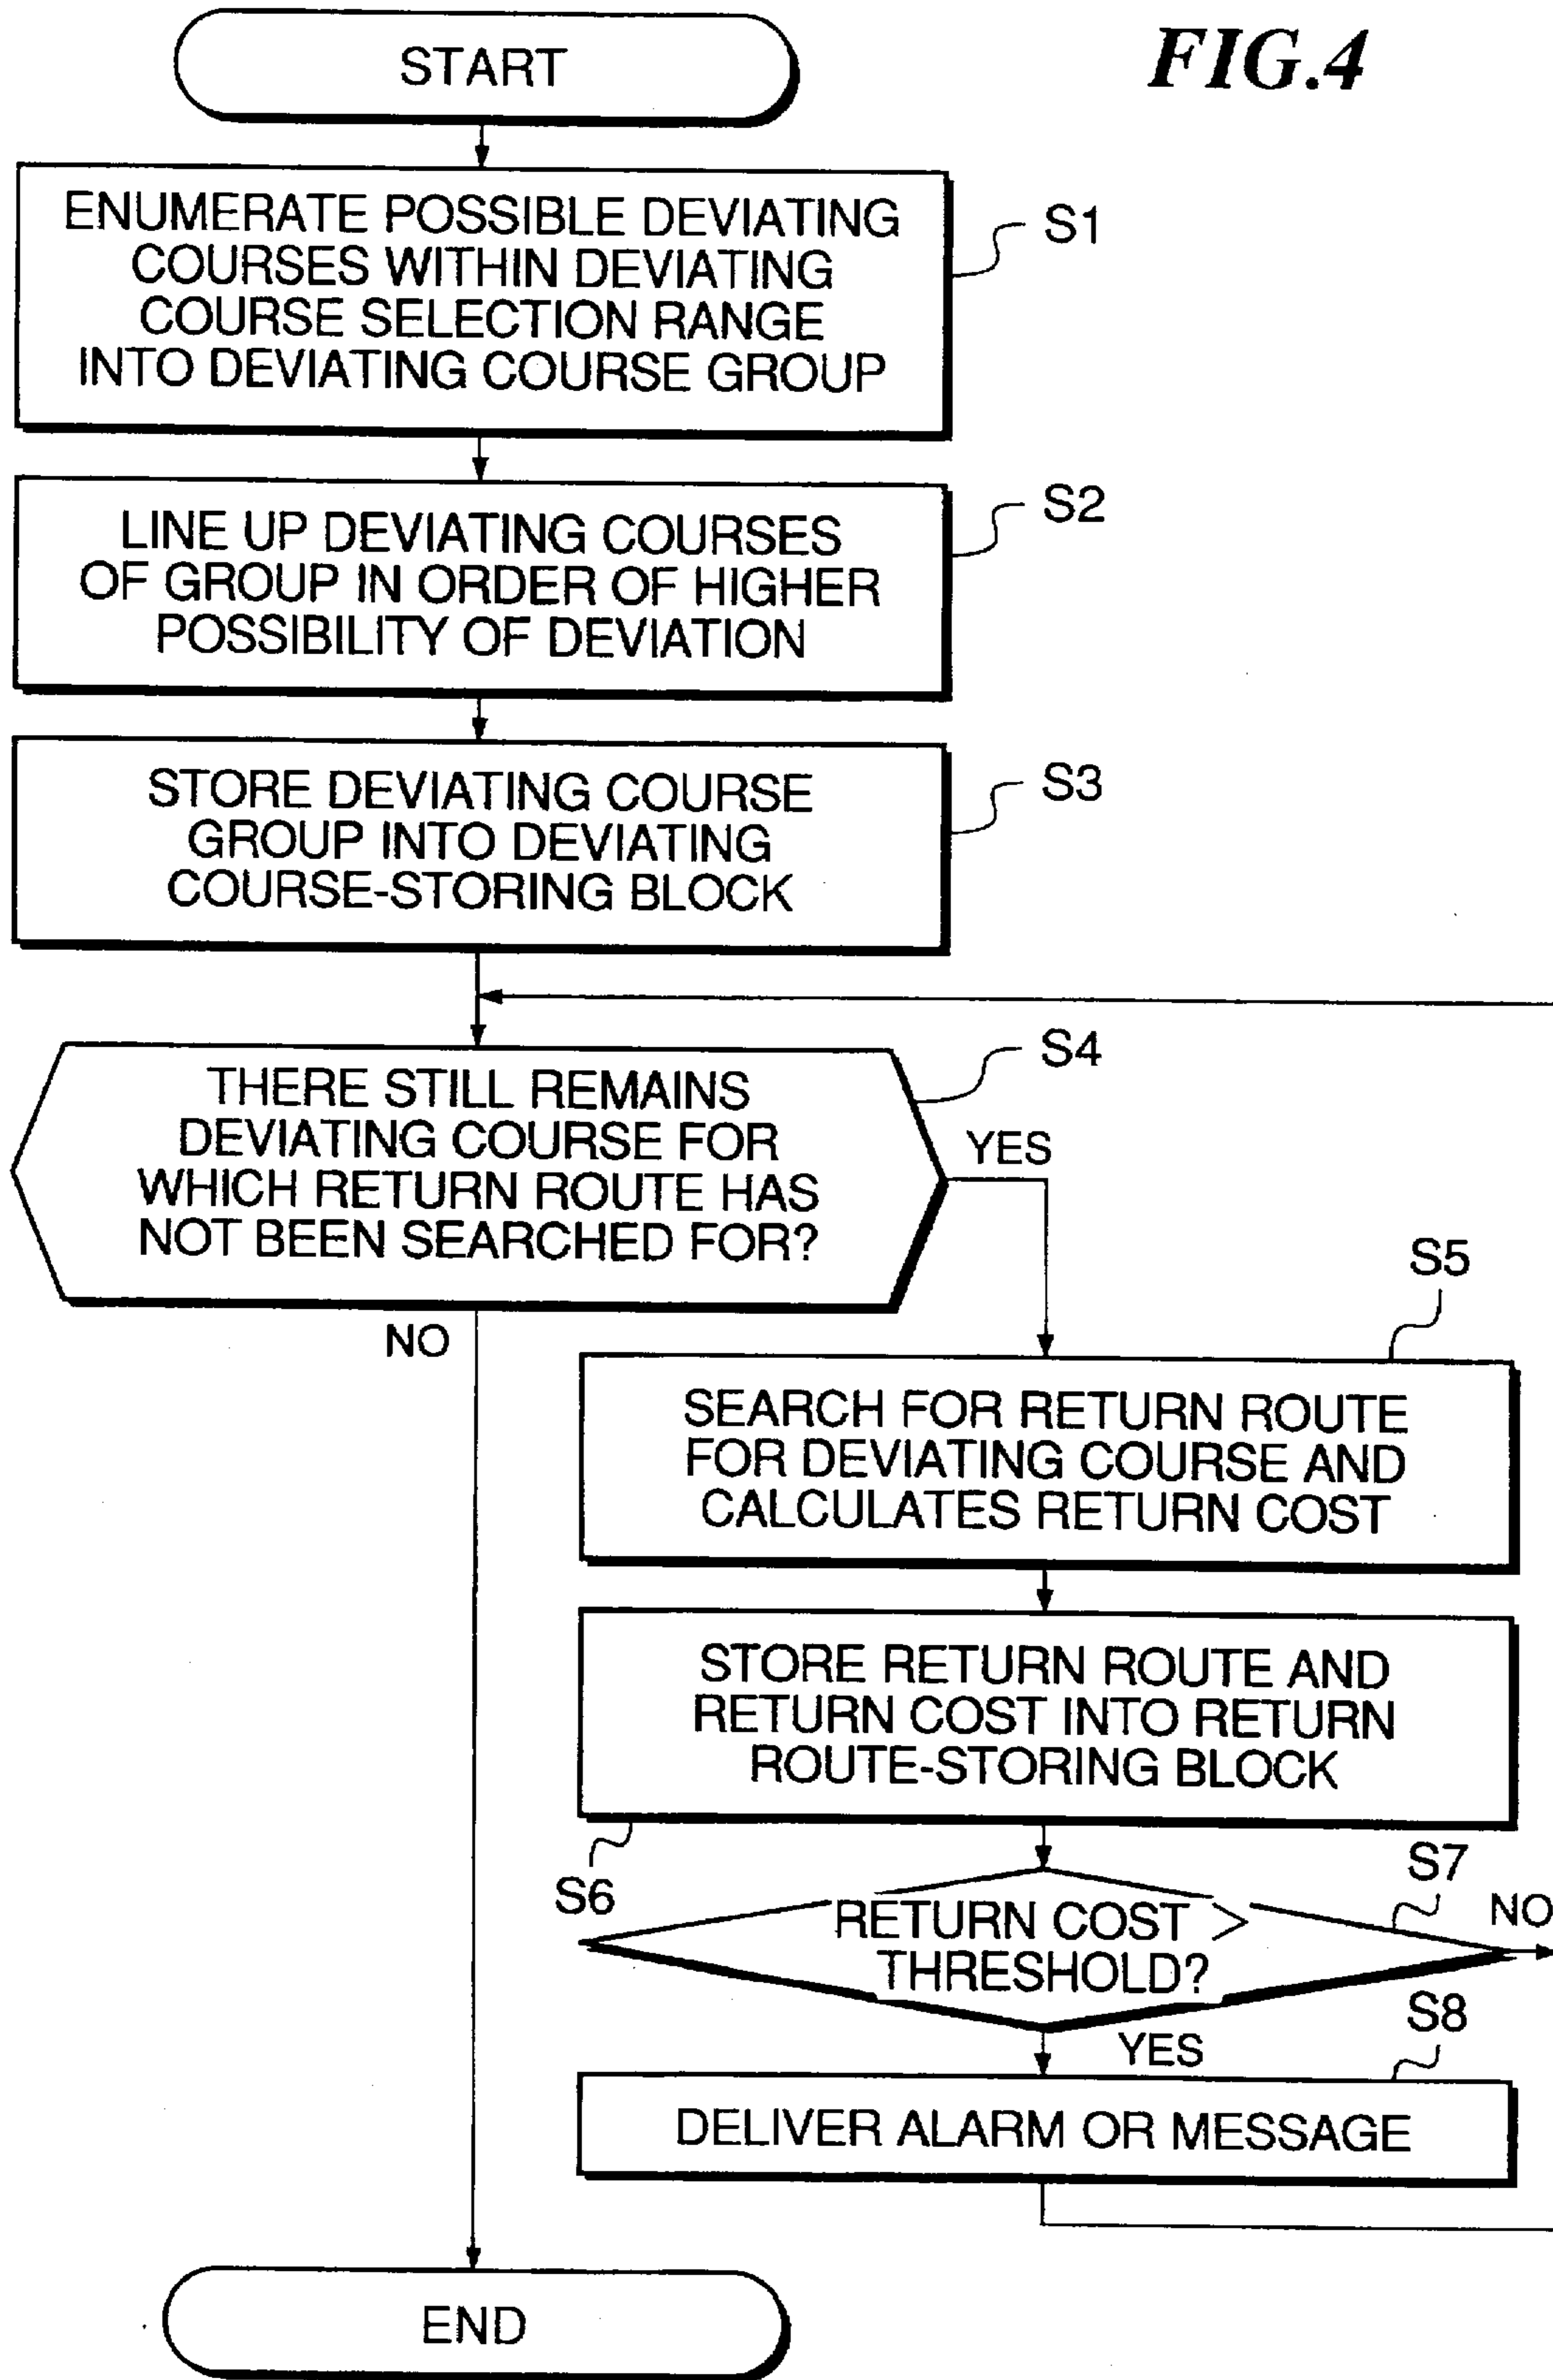 FIG.4
START
ENUMERATE POSSIBLE DEVIATING
COURSES WITHIN DEVIATING
COURSE SELECTION RANGE
INTO DEVIATING COURSE GROUP
S1
LINE UP DEVIATING COURSES
OF GROUP IN ORDER OF HIGHER
POSSIBILITY OF DEVIATION
S2
STORE DEVIATING COURSE
GROUP INTO DEVIATING
COURSE-STORING BLOCK
S3
THERE STILL REMAINS
DEVIATING COURSE FOR
WHICH RETURN ROUTE HAS
NOT BEEN SEARCHED FOR?
S4
YES
NO
S5
SEARCH FOR RETURN ROUTE
FOR DEVIATING COURSE AND
CALCULATES RETURN COST
STORE RETURN ROUTE AND
RETURN COST INTO RETURN
ROUTE-STORING BLOCK
S6
S7
RETURN COST >
THRESHOLD?
NO
YES
S8
DELIVER ALARM OR MESSAGE
END